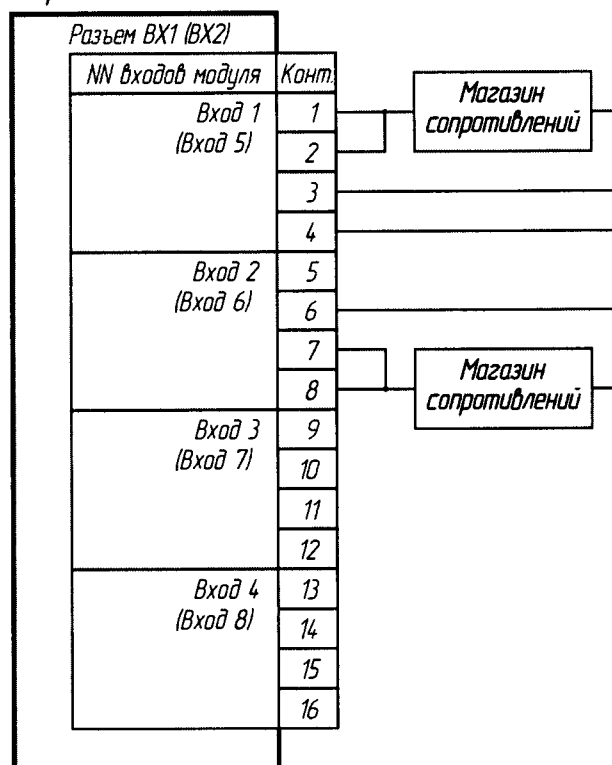 Разъем ВХ1 (ВХ2)
NN входов модуля Конт.
Вход 1 1
(Вход 5) 2
3
4
Магазин
сопротивлений
Вход 2 5
(Вход 6) 6
7
8
Магазин
сопротивлений
Вход 3 9
(Вход 7) 10
11
12
Вход 4 13
(Вход 8) 14
15
16